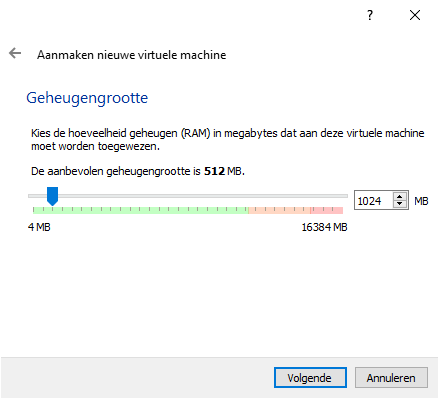 ?
Aanmaken nieuwe virtuele machine
Geheugengrootte
Kies de hoeveelheid geheugen (RAM) in megabytes dat aan deze virtuele machine
moet worden toegewezen.
De aanbevolen geheugengrootte is 512 MB.
1024 MB
4 MB 16384 MB
Volgende Annuleren